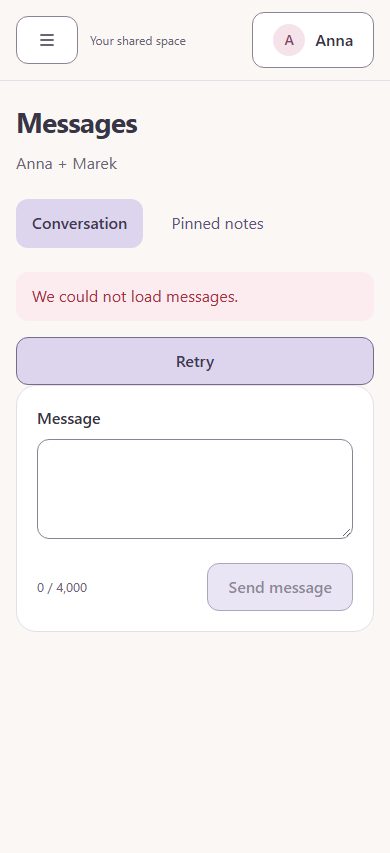 Your shared space
A Anna
Messages
Anna + Marek
Conversation Pinned notes
We could not load messages.
Retry
Message
0 / 4,000 Send message